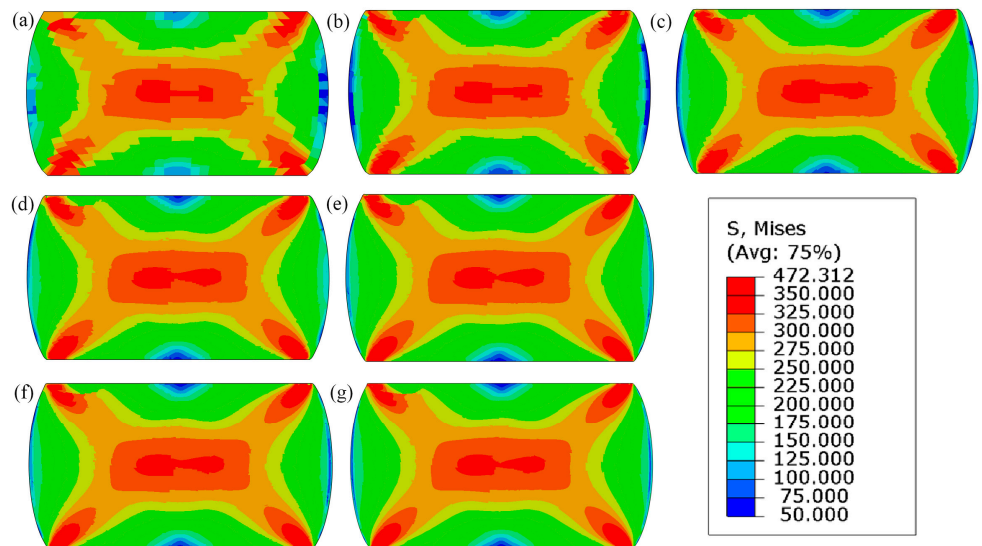 (a)
(b)
(c)
(d)
(e)
(f)
(g)
S, Mises
(Avg: 75%)
472.312
350.000
325.000
300.000
275.000
250.000
225.000
200.000
175.000
150.000
125.000
100.000
75.000
50.000